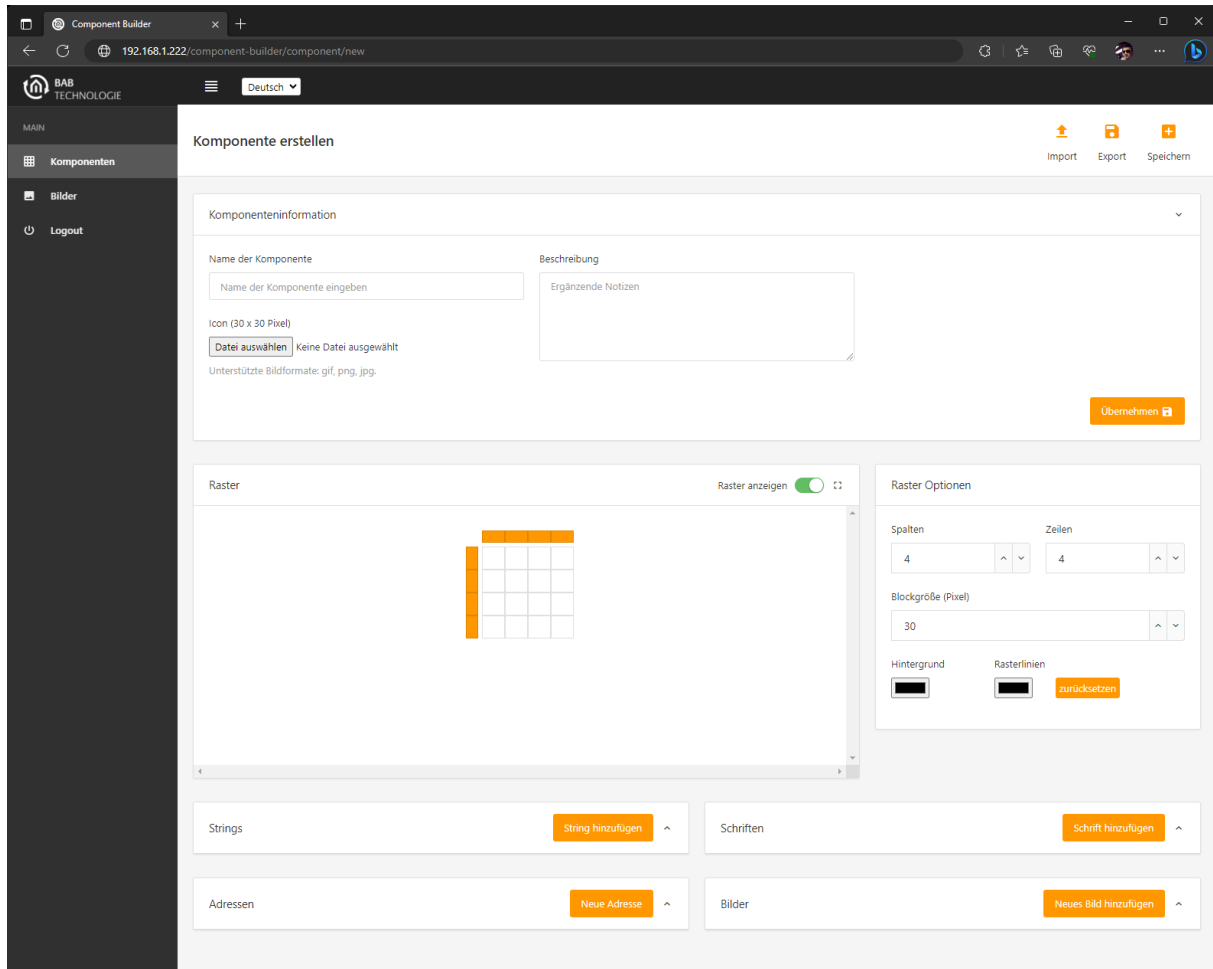 Component Builder
192.168.1.222/component-builder/component/new
BAB
TECHNOLOGIE
Deutsch
MAIN
Komponenten
Bilder
Logout
Komponente erstellen
Import
Export
Speichern
Komponenteninformation
Name der Komponente
Name der Komponente eingeben
Icon (30 x 30 Pixel)
Datei auswählen Keine Datei ausgewählt
Unterstützte Bildformate: gif, png, jpg.
Beschreibung
Ergänzende Notizen
Übernehmen
Raster
Raster anzeigen
Raster Optionen
Spalten
4
Zeilen
4
Blockgröße (Pixel)
30
Hintergrund
Rasterlinien
zurücksetzen
Strings
String hinzufügen
Schriften
Schrift hinzufügen
Adressen
Neue Adresse
Bilder
Neues Bild hinzufügen